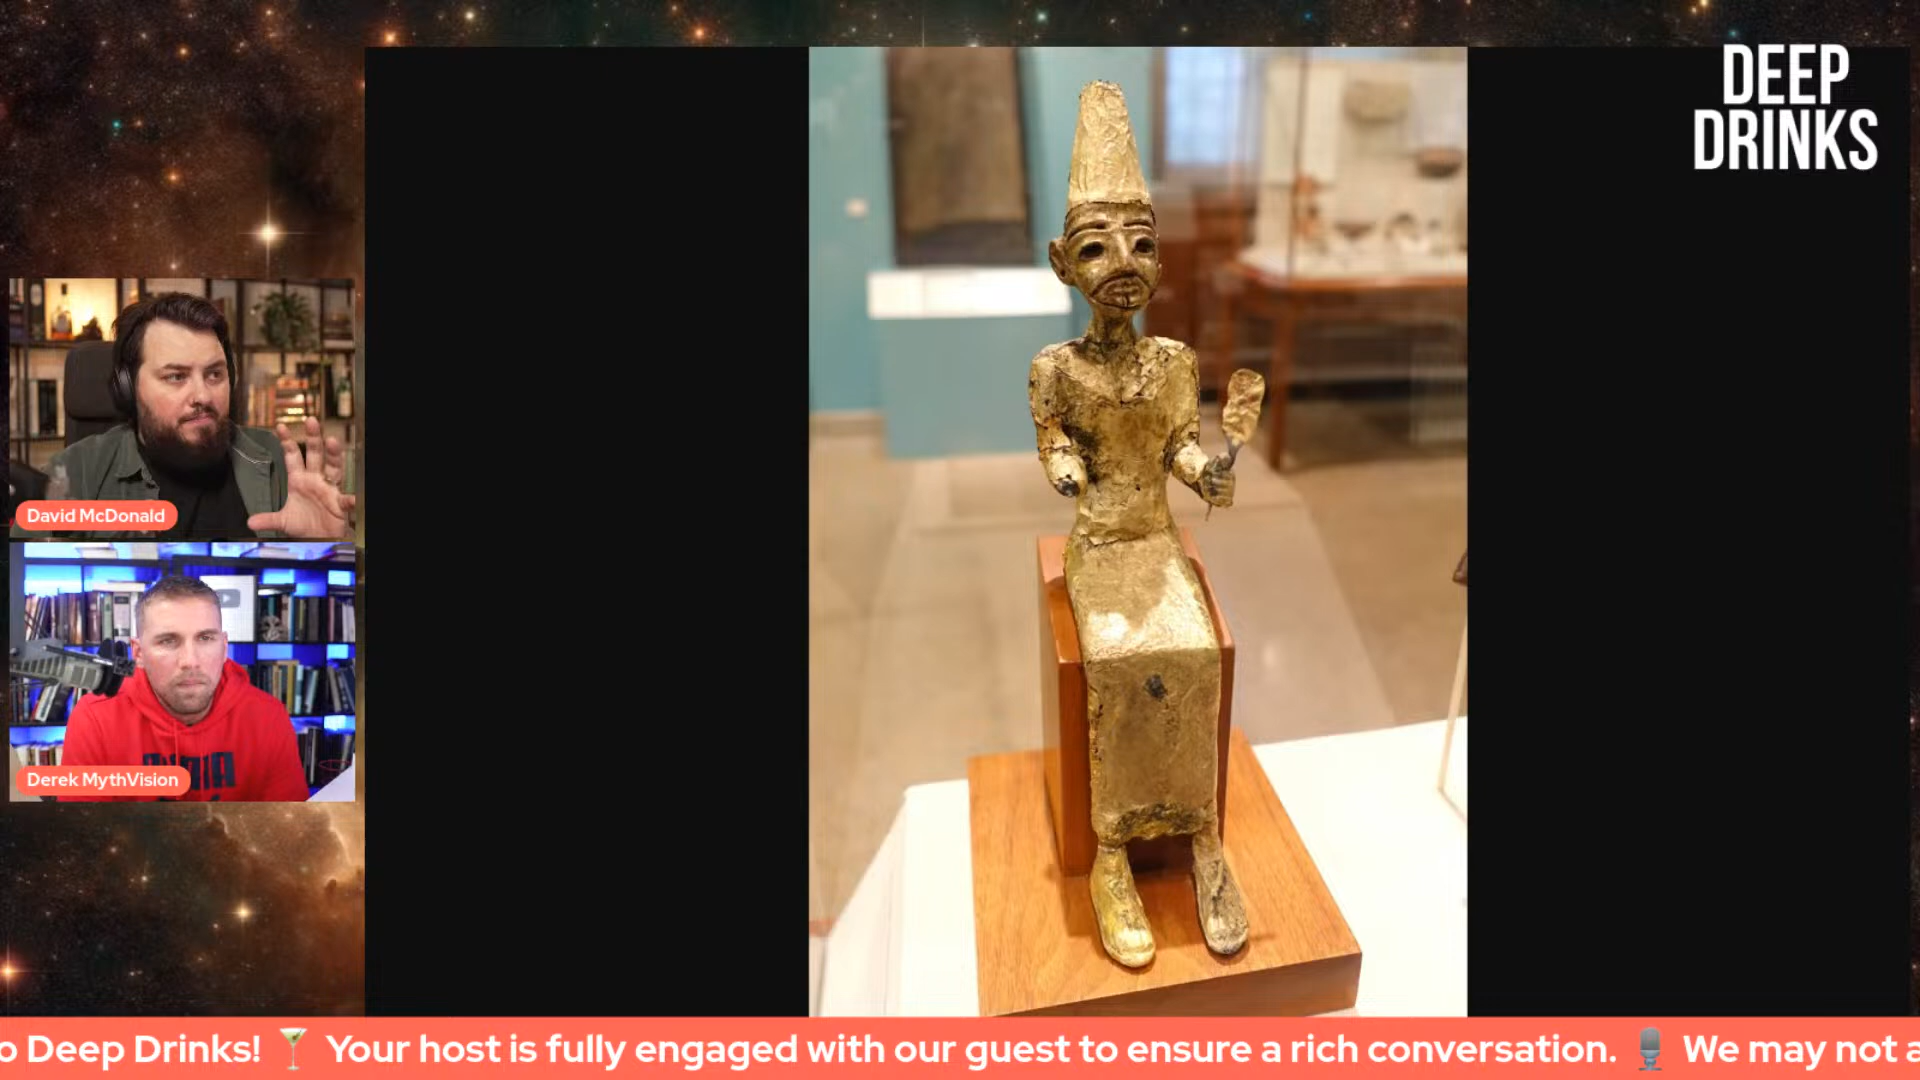 DEEP
DRINKS
David McDonald
Derek MythVision
o Deep Drinks! 🍸 Your host is fully engaged with our guest to ensure a rich conversation. 🎙️ We may not a